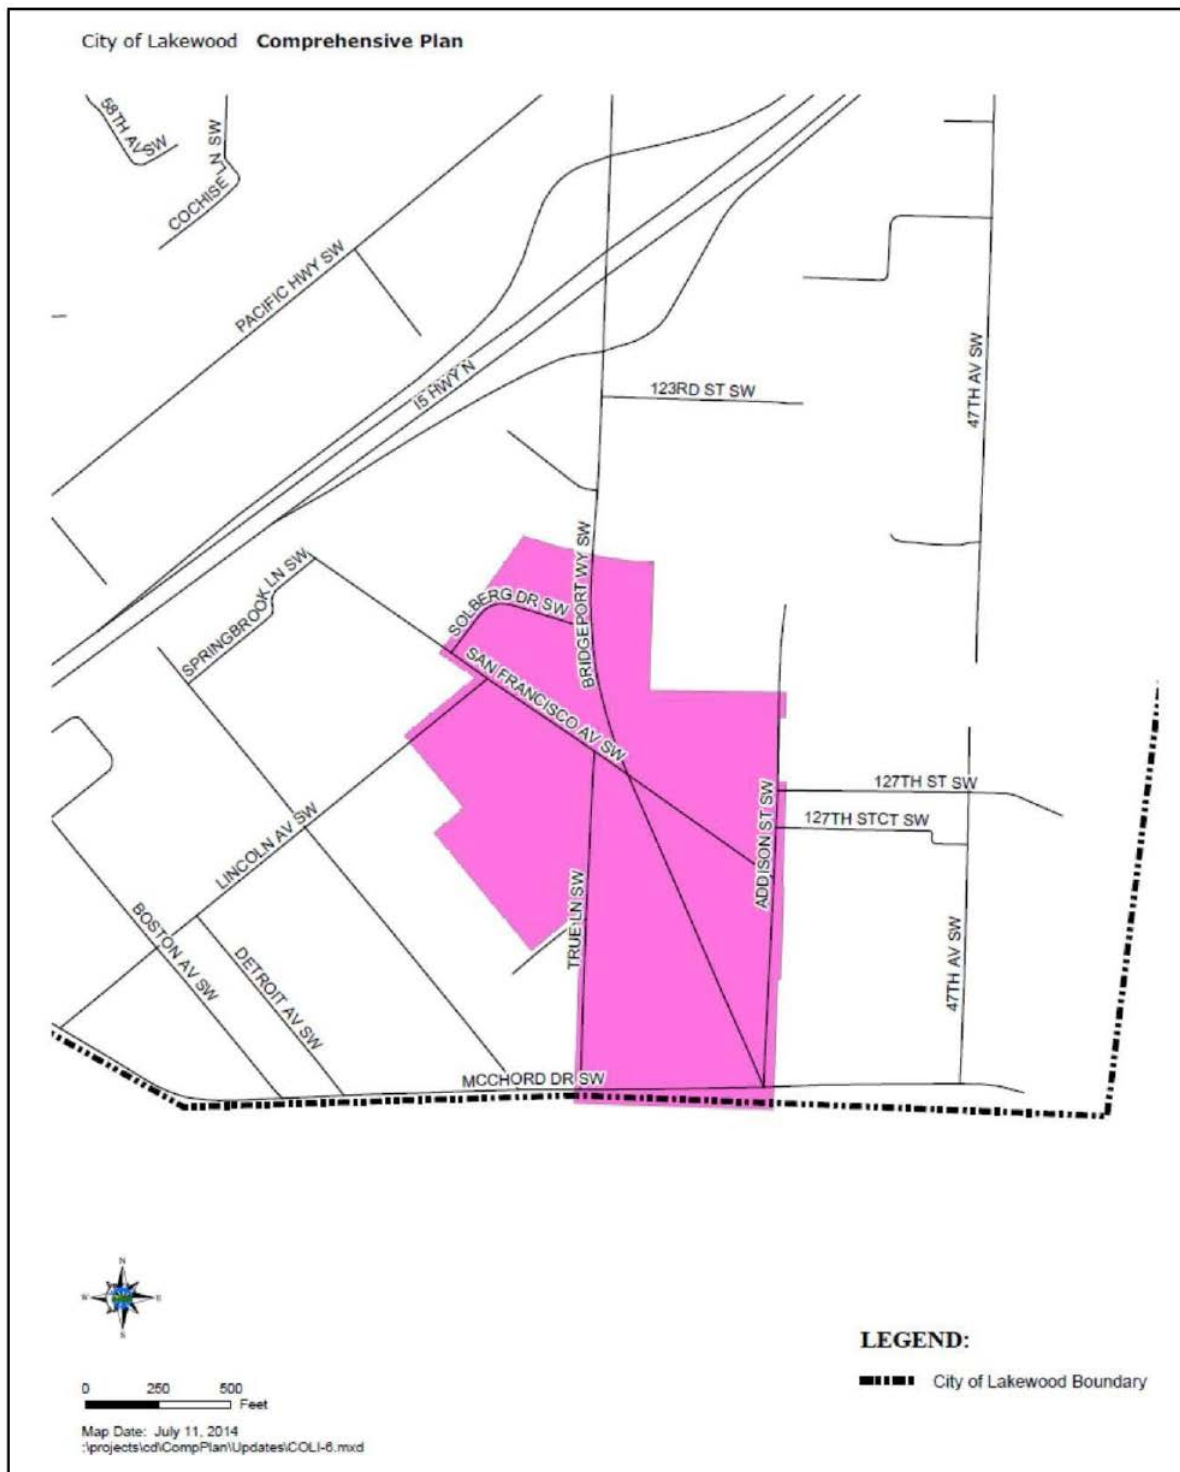 City of Lakewood Comprehensive Plan
58TH AV SW
COCHISE LN SW
PACIFIC HWY SW
I5 HWY N
123RD ST SW
47TH AV SW
BRIDGEPORT WY SW
SPRINGBROOK LN SW
SOLBERG DR SW
SAN FRANCISCO AV SW
LINCOLN AV SW
127TH ST SW
127TH STCT SW
ADDISON ST SW
TRUE LN SW
BOSTON AV SW
DETROIT AV SW
47TH AV SW
MCCHORD DR SW
N
W E
S
LEGEND:
City of Lakewood Boundary
0 250 500
Feet
Map Date: July 11, 2014
:\projects\cd\CompPlan\Updates\COLI-6.mxd